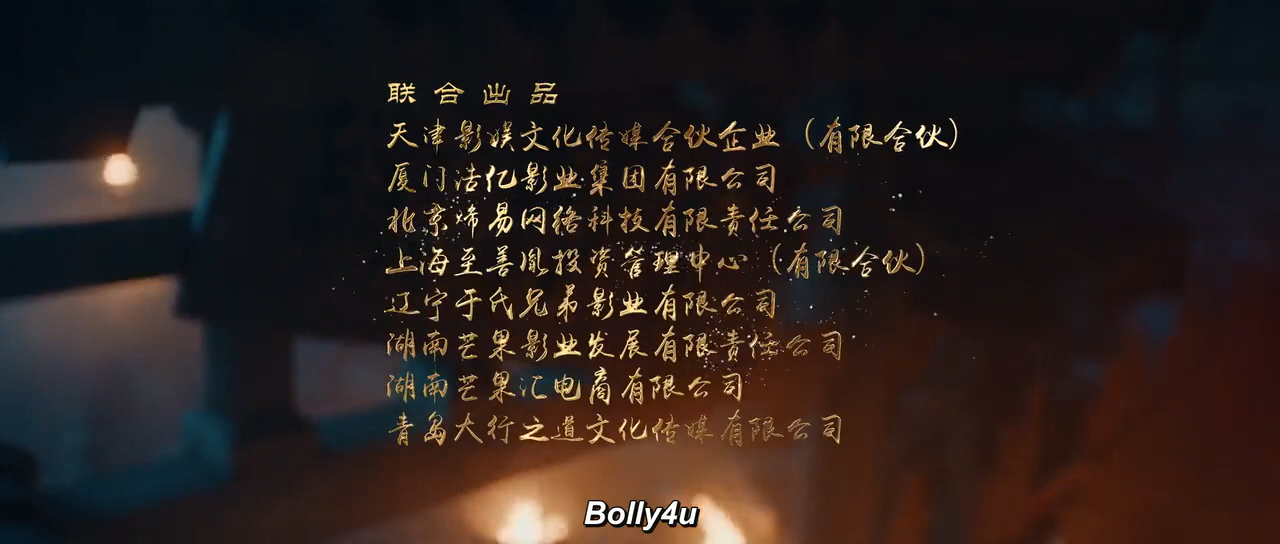 联合出品
天津影娱文化传媒合伙企业（有限合伙）
厦门浩亿影业集团有限公司
北京烯易网络科技有限责任公司
上海至善胤投资管理中心（有限合伙）
辽宁于氏兄弟影业有限公司
湖南芒果影业发展有限责任公司
湖南芒果汇电商有限公司
青岛大行之道文化传媒有限公司
Bolly4u